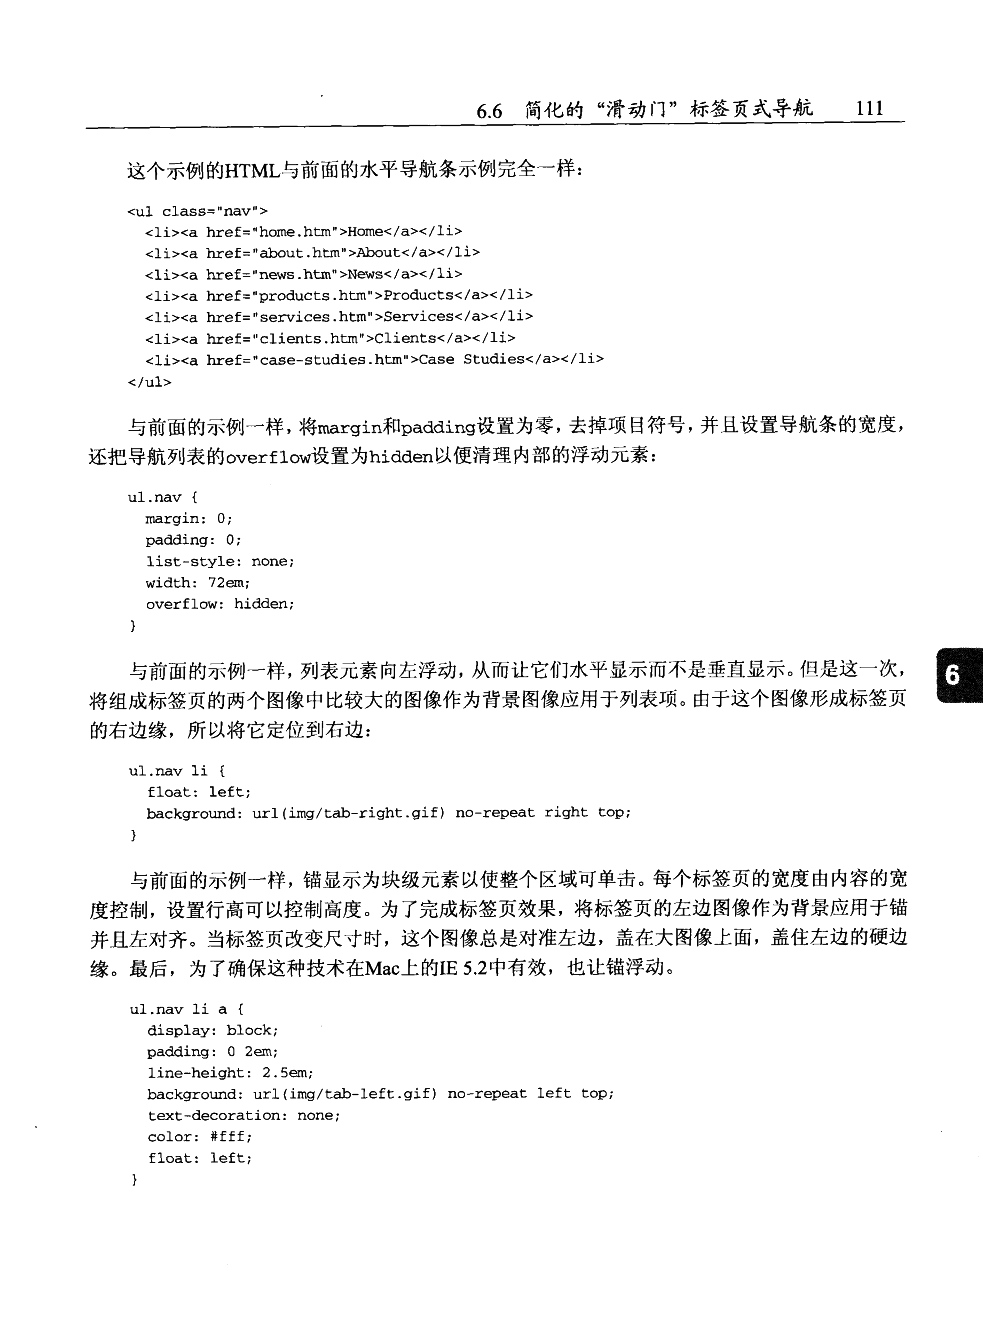 6.6 简化的“滑动门”标签页式导航 111
这个示例的HTML与前面的水平导航条示例完全一样：
<ul class="nav">
<li><a href="home.htm">Home</a></li>
<li><a href="about.htm">About</a></li>
<li><a href="news.htm">News</a></li>
<li><a href="products.htm">Products</a></li>
<li><a href="services.htm">Services</a></li>
<li><a href="clients.htm">Clients</a></li>
<li><a href="case-studies.htm">Case Studies</a></li>
</ul>
与前面的示例一样，将margin和padding设置为零，去掉项目符号，并且设置导航条的宽度，
还把导航列表的overflow设置为hidden以便清理内部的浮动元素：
ul.nav {
margin: 0;
padding: 0;
list-style: none;
width: 72em;
overflow: hidden;
}
与前面的示例一样，列表元素向左浮动，从而让它们水平显示而不是垂直显示。但是这一次，
将组成标签页的两个图像中比较大的图像作为背景图像应用于列表项。由于这个图像形成标签页
的右边缘，所以将它定位到右边：
6
ul.nav li {
float: left;
background: url(img/tab-right.gif) no-repeat right top;
}
与前面的示例一样，锚显示为块级元素以使整个区域可单击。每个标签页的宽度由内容的宽
度控制，设置行高可以控制高度。为了完成标签页效果，将标签页的左边图像作为背景应用于锚
并且左对齐。当标签页改变尺寸时，这个图像总是对准左边，盖在大图像上面，盖住左边的硬边
缘。最后，为了确保这种技术在Mac上的IE 5.2中有效，也让锚浮动。
ul.nav li a {
display: block;
padding: 0 2em;
line-height: 2.5em;
background: url(img/tab-left.gif) no-repeat left top;
text-decoration: none;
color: #fff;
float: left;
}